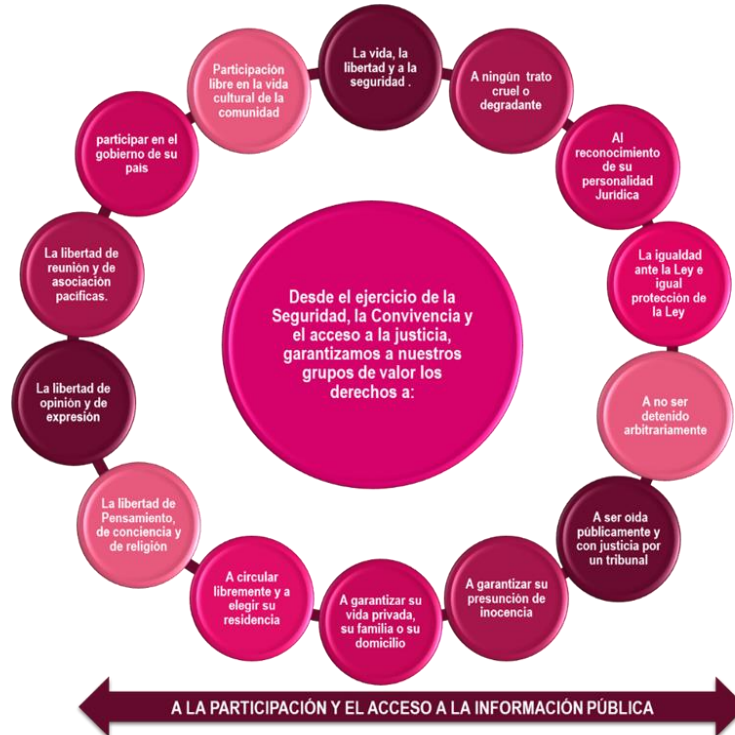 La vida, la
libertad y a la
seguridad .
A ningún trato
cruel o
degradante
Al
reconocimiento
de su
personalidad
Jurídica
La igualdad
ante la Ley e
igual
protección de
la Ley
A no ser
detenido
arbitrariamente
A ser oída
públicamente y
con justicia por
un tribunal
A garantizar su
presunción de
inocencia
A garantizar su
vida privada,
su familia o su
domicilio
A circular
libremente y a
elegir su
residencia
La libertad de
Pensamiento,
de conciencia y
de religión
La libertad de
opinión y de
expresión
La libertad de
reunión y de
asociación
pacíficas.
participar en el
gobierno de su
país
Participación
libre en la vida
cultural de la
comunidad
Desde el ejercicio de la
Seguridad, la Convivencia y
el acceso a la justicia,
garantizamos a nuestros
grupos de valor los
derechos a:
A LA PARTICIPACIÓN Y EL ACCESO A LA INFORMACIÓN PÚBLICA